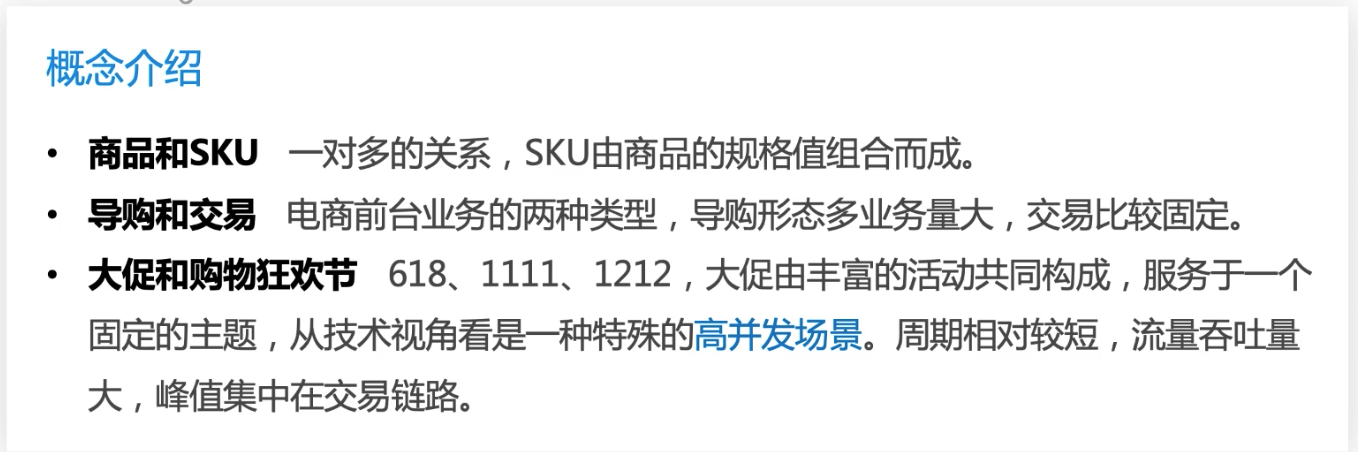 概念介绍
• 商品和SKU 一对多的关系，SKU由商品的规格值组合而成。
• 导购和交易 电商前台业务的两种类型，导购形态多业务量大，交易比较固定。
• 大促和购物狂欢节 618、1111、1212，大促由丰富的活动共同构成，服务于一个
固定的主题，从技术视角看是一种特殊的高并发场景。周期相对较短，流量吞吐量
大，峰值集中在交易链路。